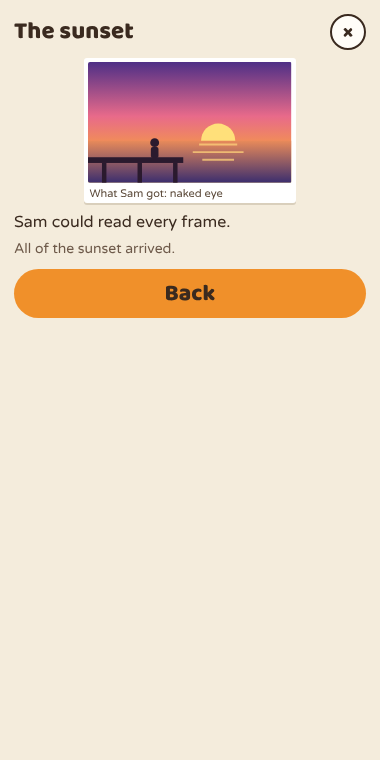 The sunset
×
What Sam got: naked eye
Sam could read every frame.
All of the sunset arrived.
Back